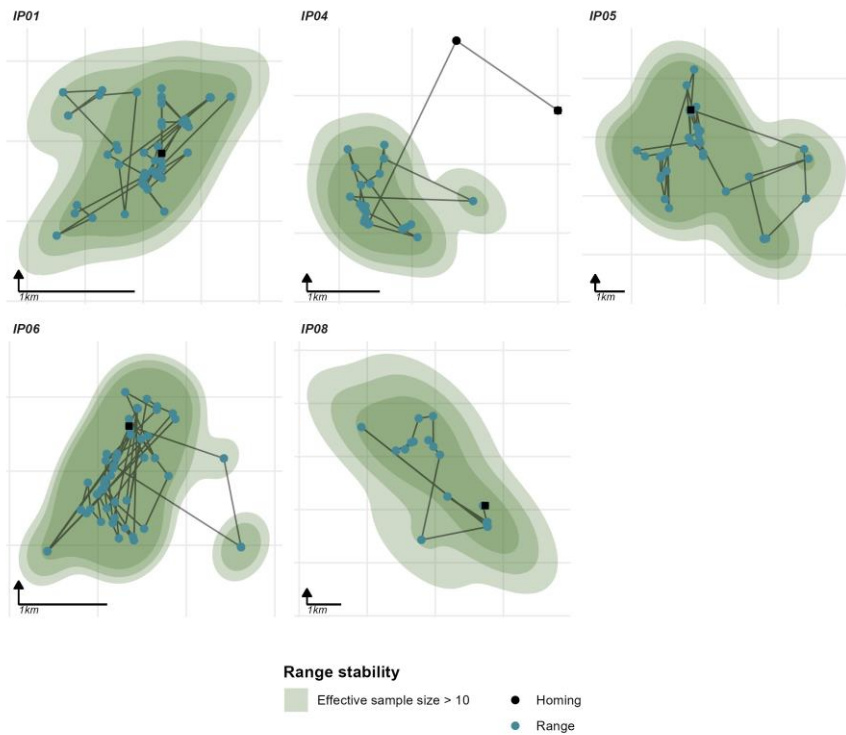 IP01
IP04
IP05
1km
1km
1km
IP06
IP08
1km
1km
Range stability
Effective sample size > 10
Homing
Range